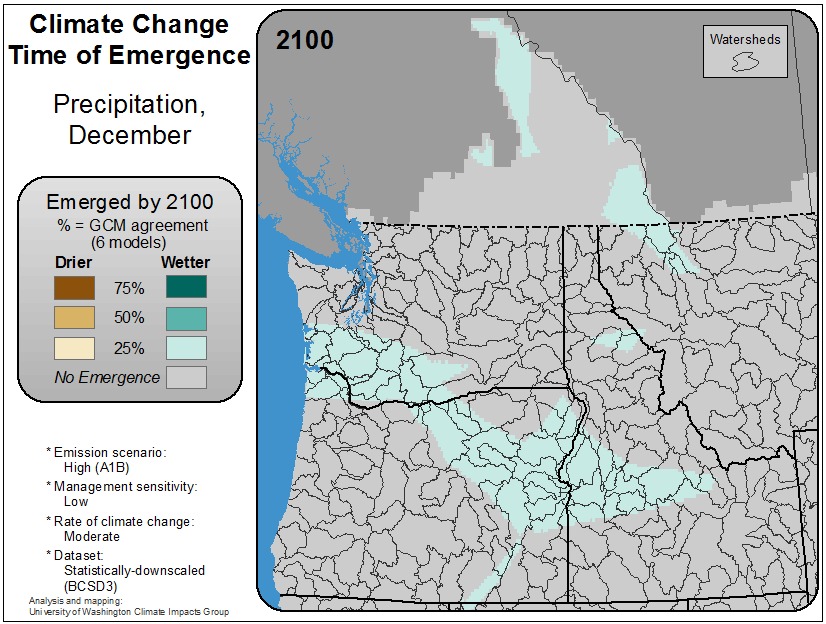 Climate Change
Time of Emergence
Precipitation,
December
Emerged by 2100
% = GCM agreement
(6 models)
Drier Wetter
75%
50%
25%
No Emergence
* Emission scenario:
High (A1B)
* Management sensitivity:
Low
* Rate of climate change:
Moderate
* Dataset:
Statistically-downscaled
(BCSD3)
Analysis and mapping:
University of Washington Climate Impacts Group
2100
Watersheds